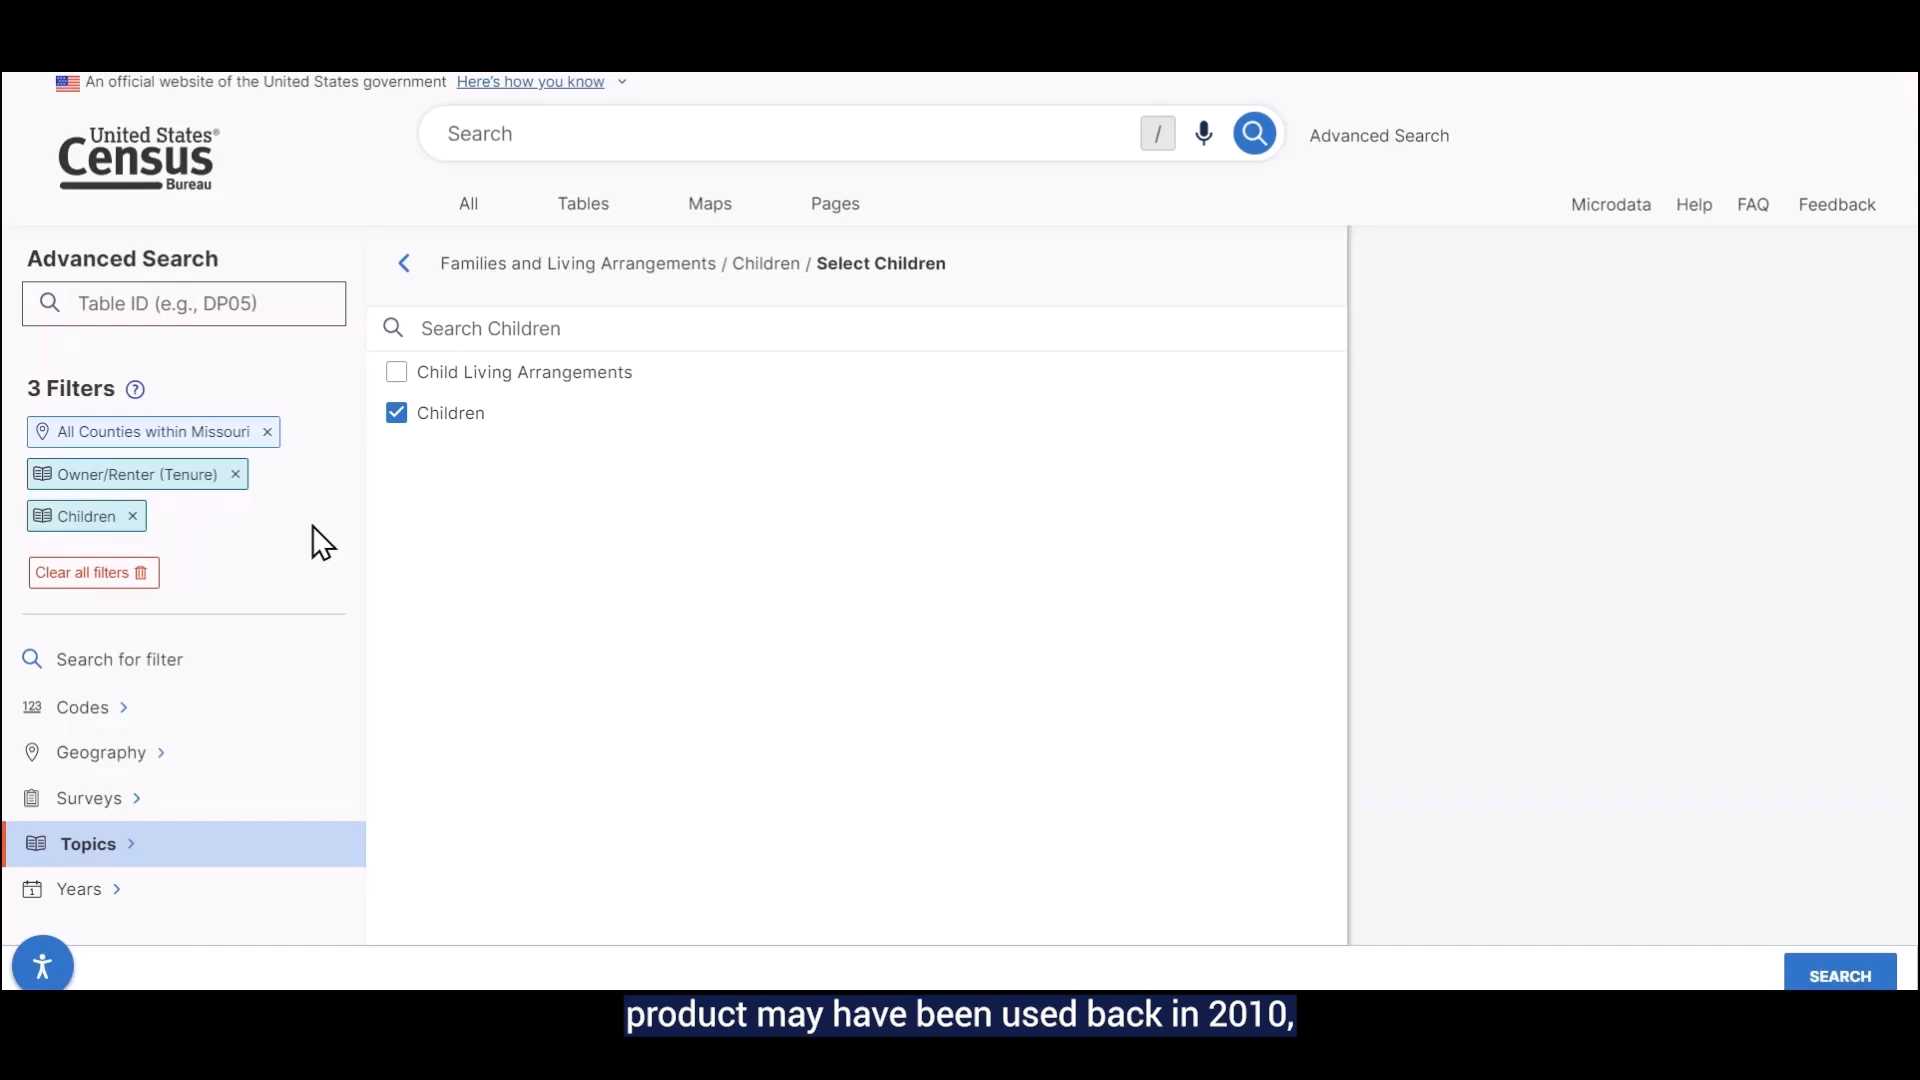 An official website of the United States government Here's how you know
United States®
Census
Bureau
Search
/
Advanced Search
All
Tables
Maps
Pages
Microdata
Help
FAQ
Feedback
Advanced Search
Table ID (e.g., DP05)
3 Filters ?
All Counties within Missouri ×
Owner/Renter (Tenure) ×
Children ×
Clear all filters
Search for filter
123 Codes
Geography
Surveys
Topics
1 Years
Families and Living Arrangements / Children / Select Children
Search Children
Child Living Arrangements
Children
SEARCH
product may have been used back in 2010,